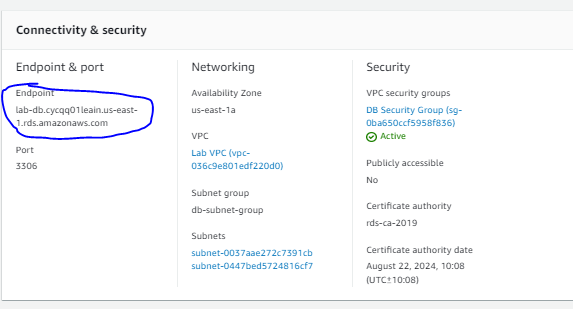 Connectivity & security
Endpoint & port
Endpoint
lab-db.cycqq01leain.us-east-
1.rds.amazonaws.com
Port
3306
Networking
Availability Zone
us-east-1a
VPC
Lab VPC (vpc-
036c9e801edf220d0)
Subnet group
db-subnet-group
Subnets
subnet-0037aae272c7391cb
subnet-0447bed5724816cf7
Security
VPC security groups
DB Security Group (sg-
0ba650ccf5958f836)
Active
Publicly accessible
No
Certificate authority
rds-ca-2019
Certificate authority date
August 22, 2024, 10:08
(UTC±10:08)